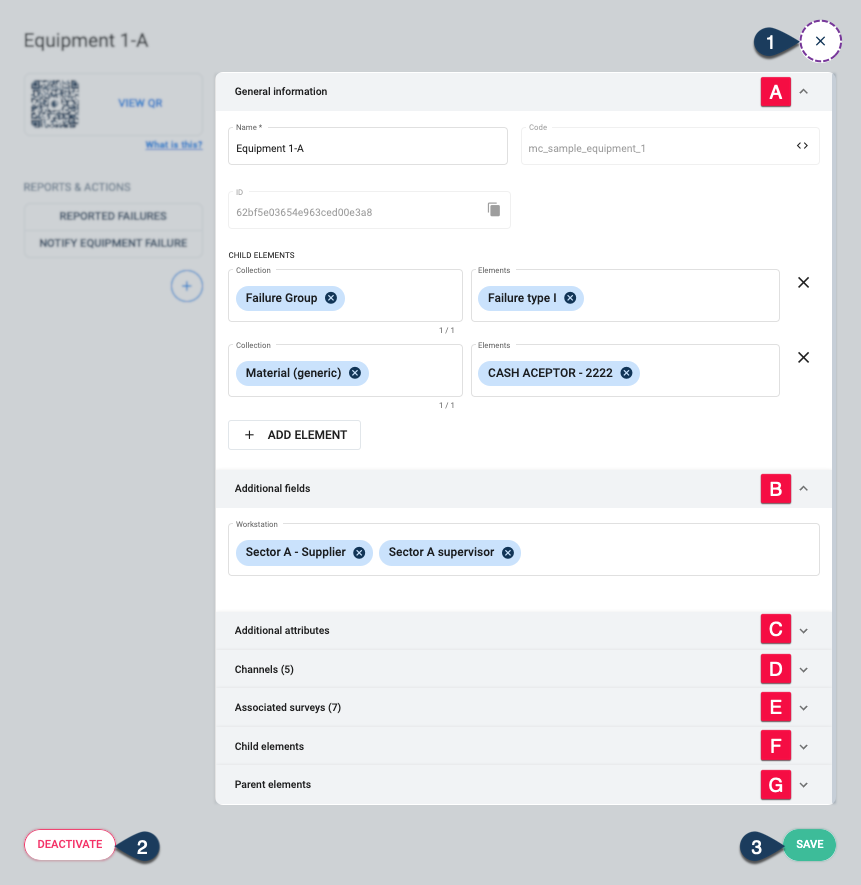 Equipment 1-A
1
VIEW QR
What is this?
REPORTS & ACTIONS
REPORTED FAILURES
NOTIFY EQUIPMENT FAILURE
General information
A
Name *
Equipment 1-A
Code
mc_sample_equipment_1
ID
62bf5e03654e963ced00e3a8
CHILD ELEMENTS
Collection
Failure Group
1 / 1
Elements
Failure type I
Collection
Material (generic)
1 / 1
Elements
CASH ACEPTOR - 2222
+ ADD ELEMENT
Additional fields
B
Workstation
Sector A - Supplier
Sector A supervisor
Additional attributes
C
Channels (5)
D
Associated surveys (7)
E
Child elements
F
Parent elements
G
DEACTIVATE
2
3
SAVE